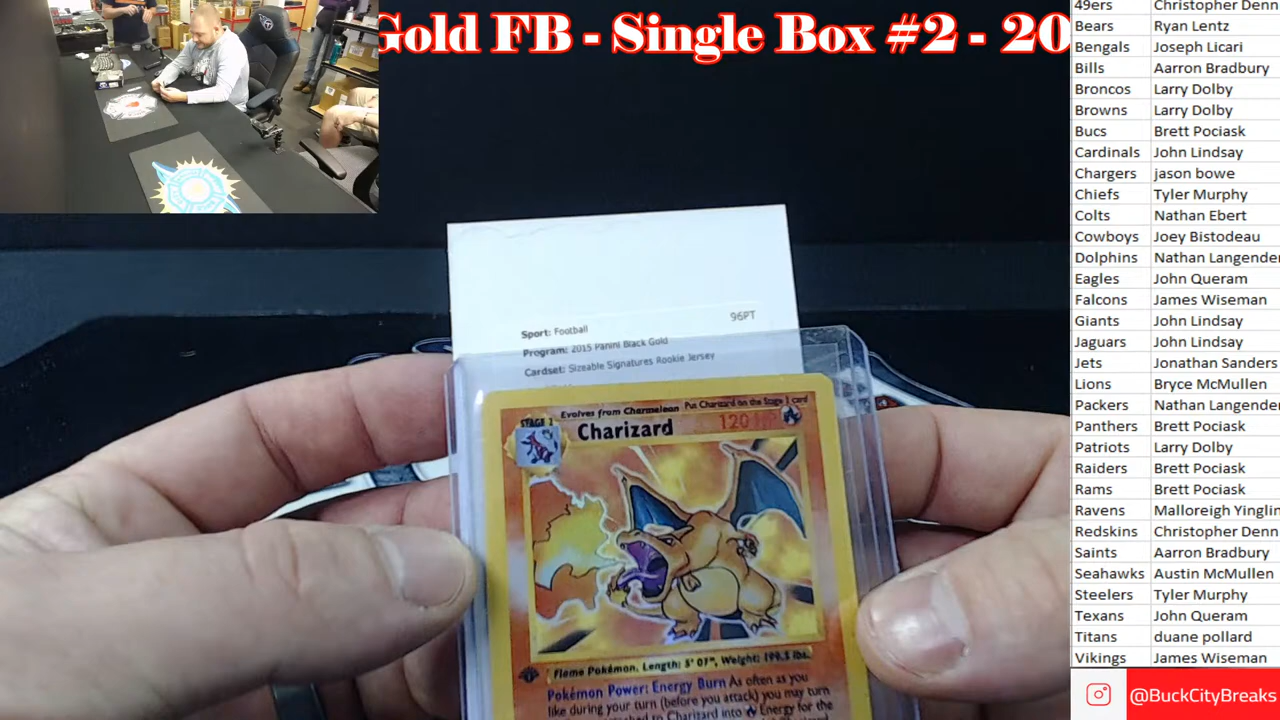 Gold FB - Single Box #2 - 20
49ers Christopher Denn
Bears Ryan Lentz
Bengals Joseph Licari
Bills Aarron Bradbury
Broncos Larry Dolby
Browns Larry Dolby
Bucs Brett Pociask
Cardinals John Lindsay
Chargers jason bowe
Chiefs Tyler Murphy
Colts Nathan Ebert
Cowboys Joey Bistodeau
Dolphins Nathan Langender
Eagles John Queram
Falcons James Wiseman
Giants John Lindsay
Jaguars John Lindsay
Jets Jonathan Sanders
Lions Bryce McMullen
Packers Nathan Langender
Panthers Brett Pociask
Patriots Larry Dolby
Raiders Brett Pociask
Rams Brett Pociask
Ravens Malloreigh Yinglin
Redskins Christopher Denn
Saints Aarron Bradbury
Seahawks Austin McMullen
Steelers Tyler Murphy
Texans John Queram
Titans duane pollard
Vikings James Wiseman
@BuckCityBreaks
96PT
Sport: Football
Program: 2015 Panini Black Gold
Cardset: Sizeable Signatures Rookie Jersey
Evolves from Charmeleon Put Charizard on the Stage 1 card
STAGE
Charizard 120 HP
Flame Pokémon. Length: 5' 07", Weight: 199.5 lbs.
Pokémon Power: Energy Burn As often as you
like during your turn (before you attack) you may turn
to Charizard into Energy for the